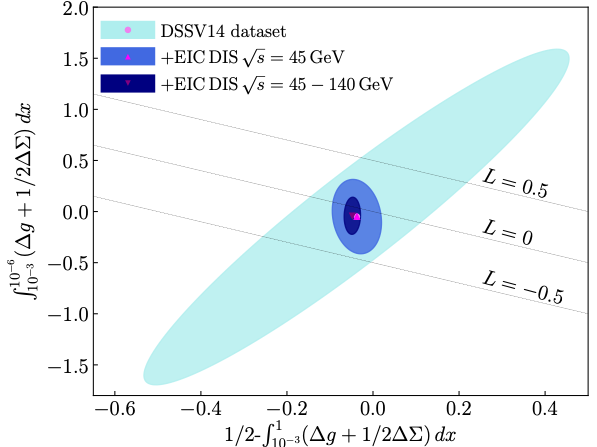 2.0
1.5
1.0
0.5
0.0
−0.5
−1.0
−1.5
DSSV14 dataset
+EIC DIS √s = 45 GeV
+EIC DIS √s = 45 − 140 GeV
L = 0.5
L = 0
L = −0.5
∫_{10⁻³}^{10⁻⁶}(Δg + 1/2ΔΣ) dx
−0.6 −0.4 −0.2 0.0 0.2 0.4
1/2-∫_{10⁻³}^{1}(Δg + 1/2ΔΣ) dx